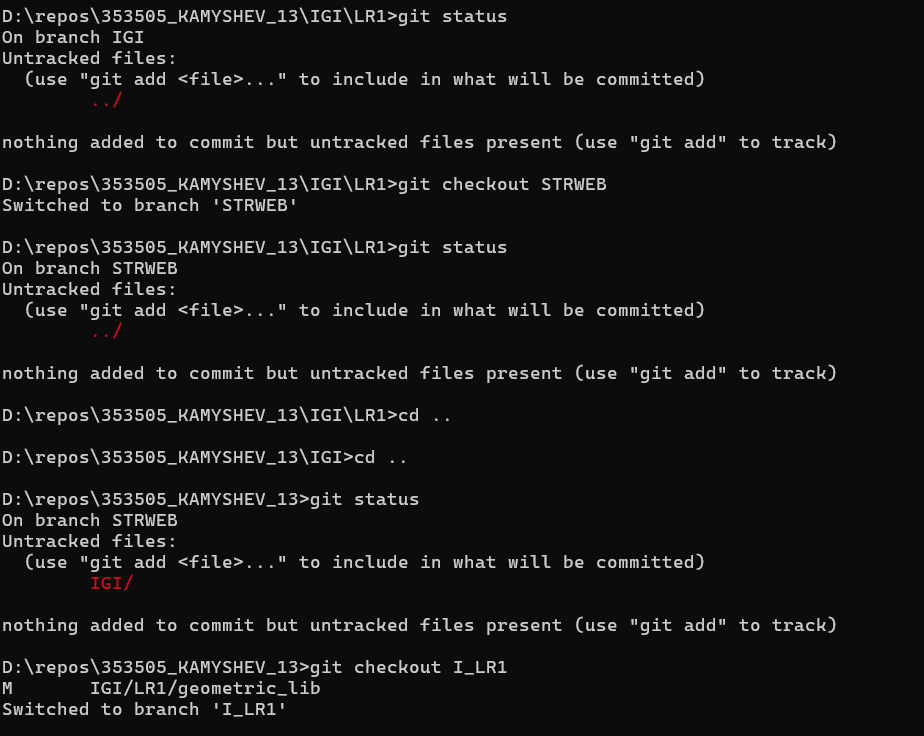 D:\repos\353505_KAMYSHEV_13\IGI\LR1>git status
On branch IGI
Untracked files:
  (use "git add <file>..." to include in what will be committed)
        ../
nothing added to commit but untracked files present (use "git add" to track)
D:\repos\353505_KAMYSHEV_13\IGI\LR1>git checkout STRWEB
Switched to branch 'STRWEB'
D:\repos\353505_KAMYSHEV_13\IGI\LR1>git status
On branch STRWEB
Untracked files:
  (use "git add <file>..." to include in what will be committed)
        ../
nothing added to commit but untracked files present (use "git add" to track)
D:\repos\353505_KAMYSHEV_13\IGI\LR1>cd ..
D:\repos\353505_KAMYSHEV_13\IGI>cd ..
D:\repos\353505_KAMYSHEV_13>git status
On branch STRWEB
Untracked files:
  (use "git add <file>..." to include in what will be committed)
        IGI/
nothing added to commit but untracked files present (use "git add" to track)
D:\repos\353505_KAMYSHEV_13>git checkout I_LR1
M       IGI/LR1/geometric_lib
Switched to branch 'I_LR1'